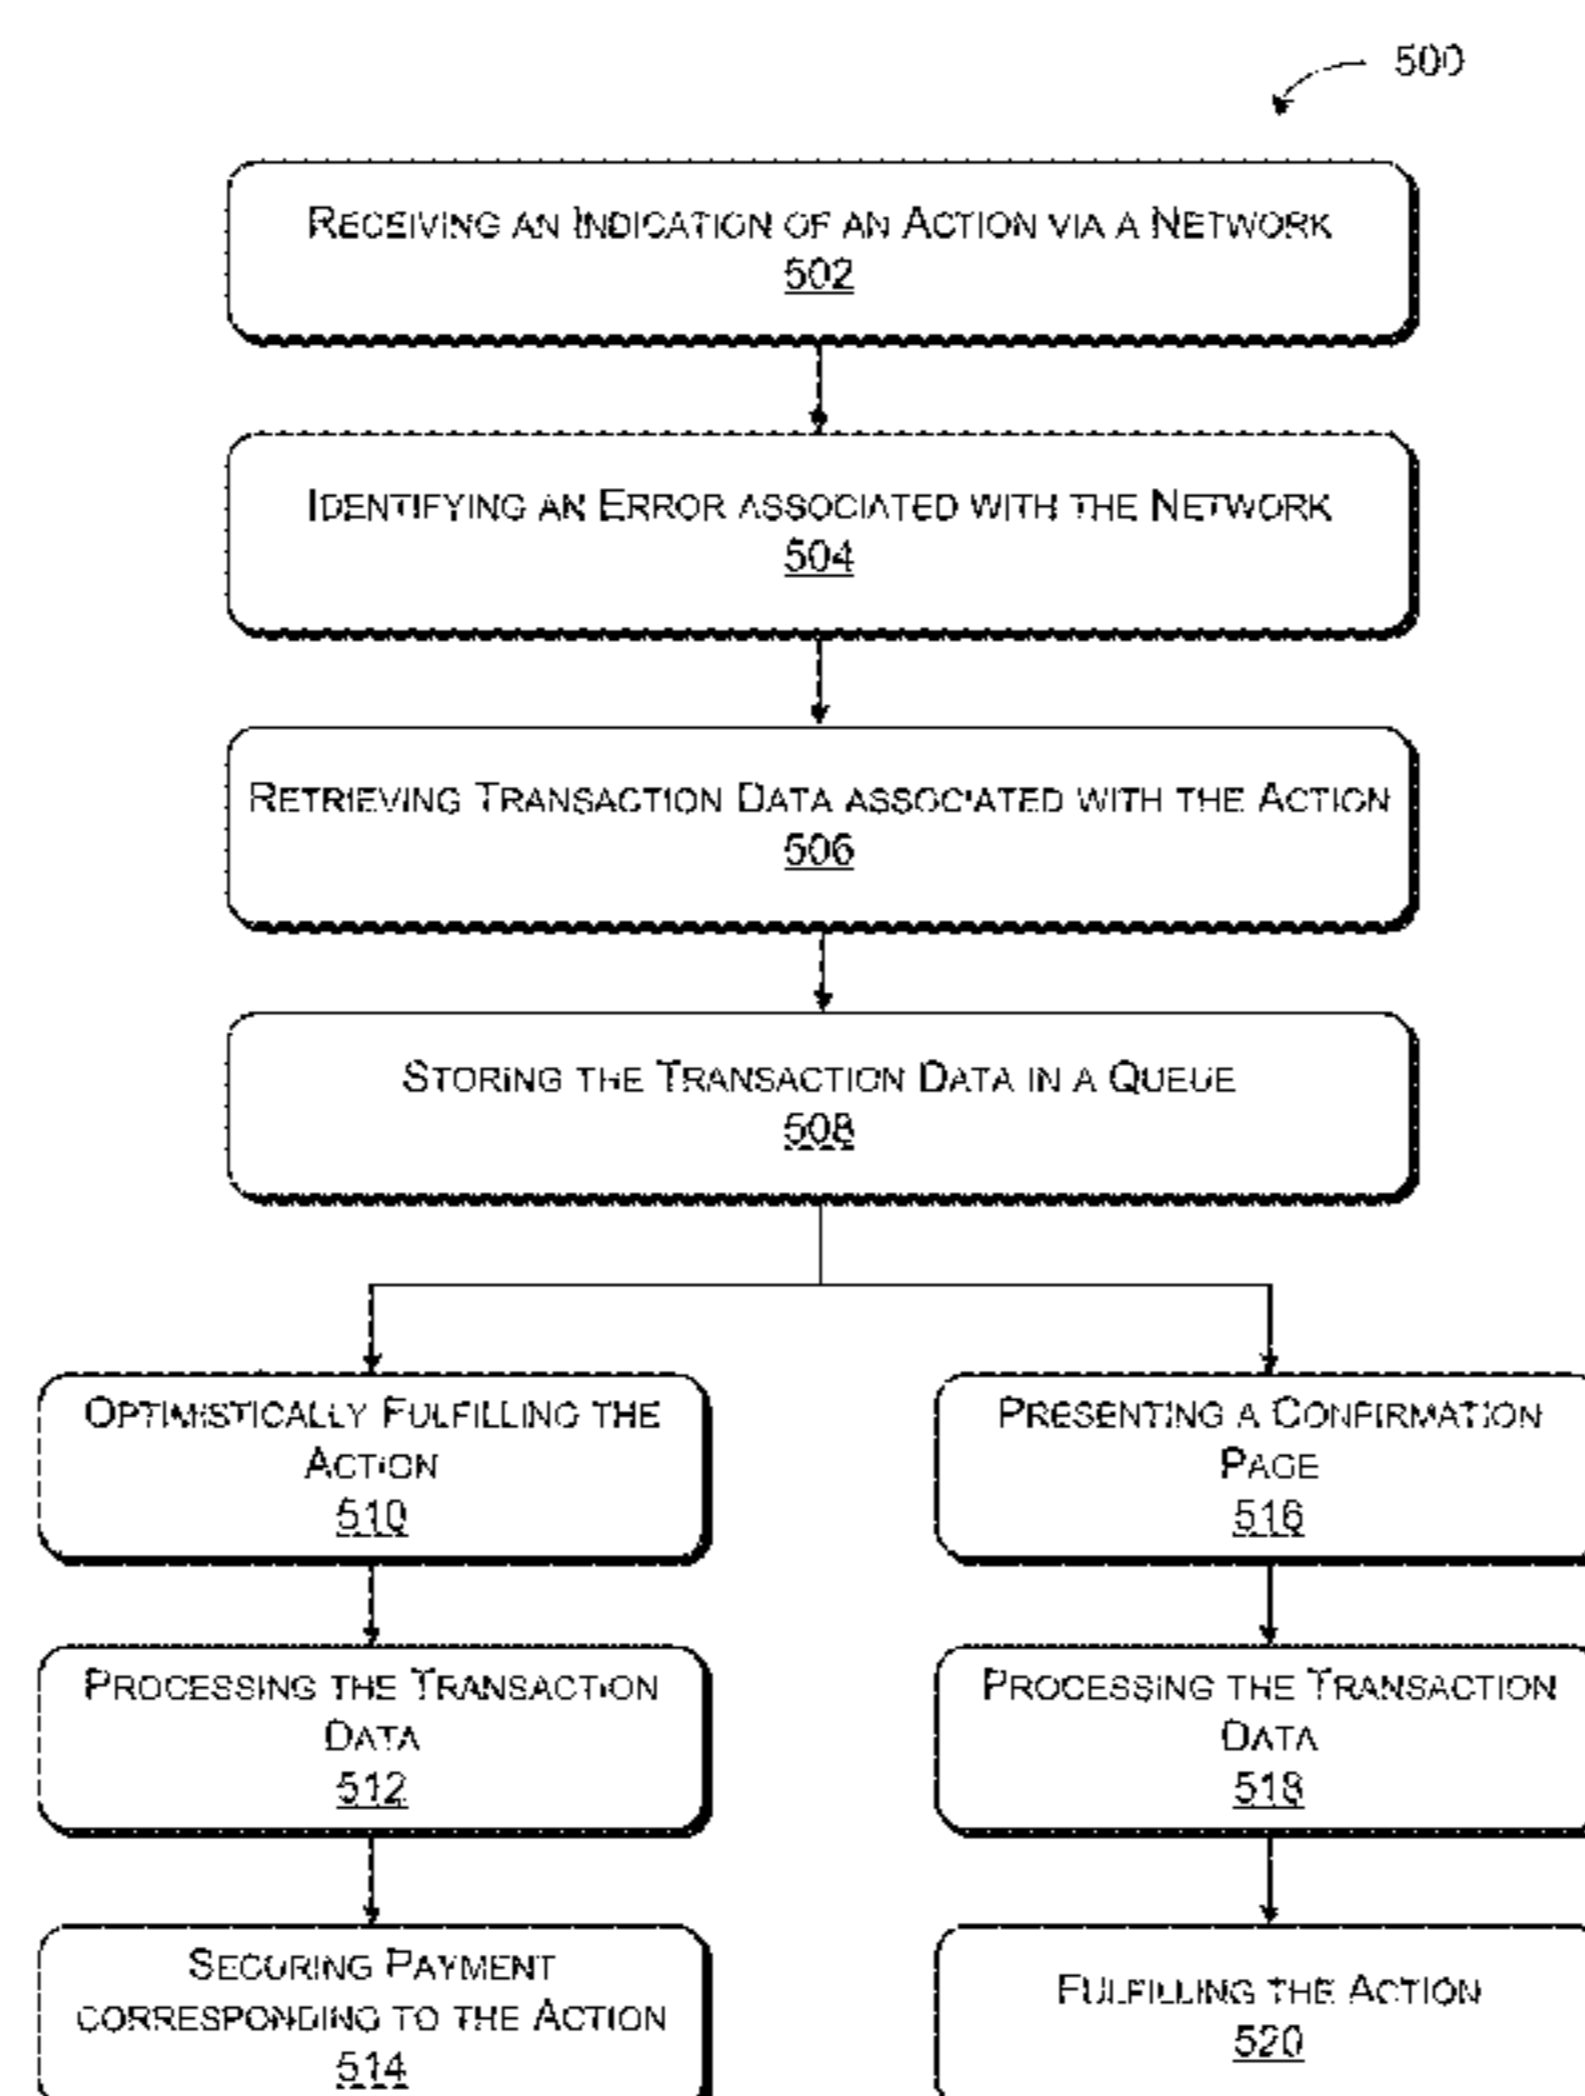 500
RECEIVING AN INDICATION OF AN ACTION VIA A NETWORK
502
IDENTIFYING AN ERROR ASSOCIATED WITH THE NETWORK
504
RETRIEVING TRANSACTION DATA ASSOCIATED WITH THE ACTION
506
STORING THE TRANSACTION DATA IN A QUEUE
508
OPTIMISTICALLY FULFILLING THE
ACTION
510
PROCESSING THE TRANSACTION
DATA
512
SECURING PAYMENT
CORRESPONDING TO THE ACTION
514
PRESENTING A CONFIRMATION
PAGE
516
PROCESSING THE TRANSACTION
DATA
518
FULFILLING THE ACTION
520